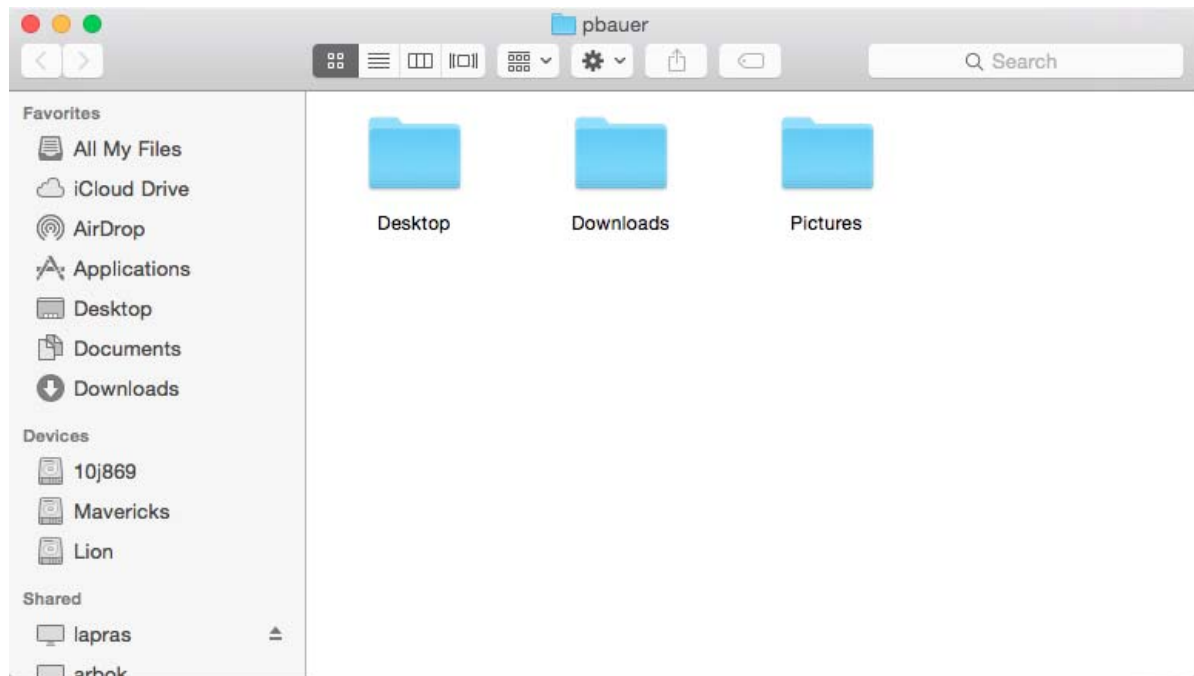 pbauer
Search
Favorites
All My Files
iCloud Drive
AirDrop
Applications
Desktop
Documents
Downloads
Devices
10j869
Mavericks
Lion
Shared
lapras
arbok
Desktop
Downloads
Pictures